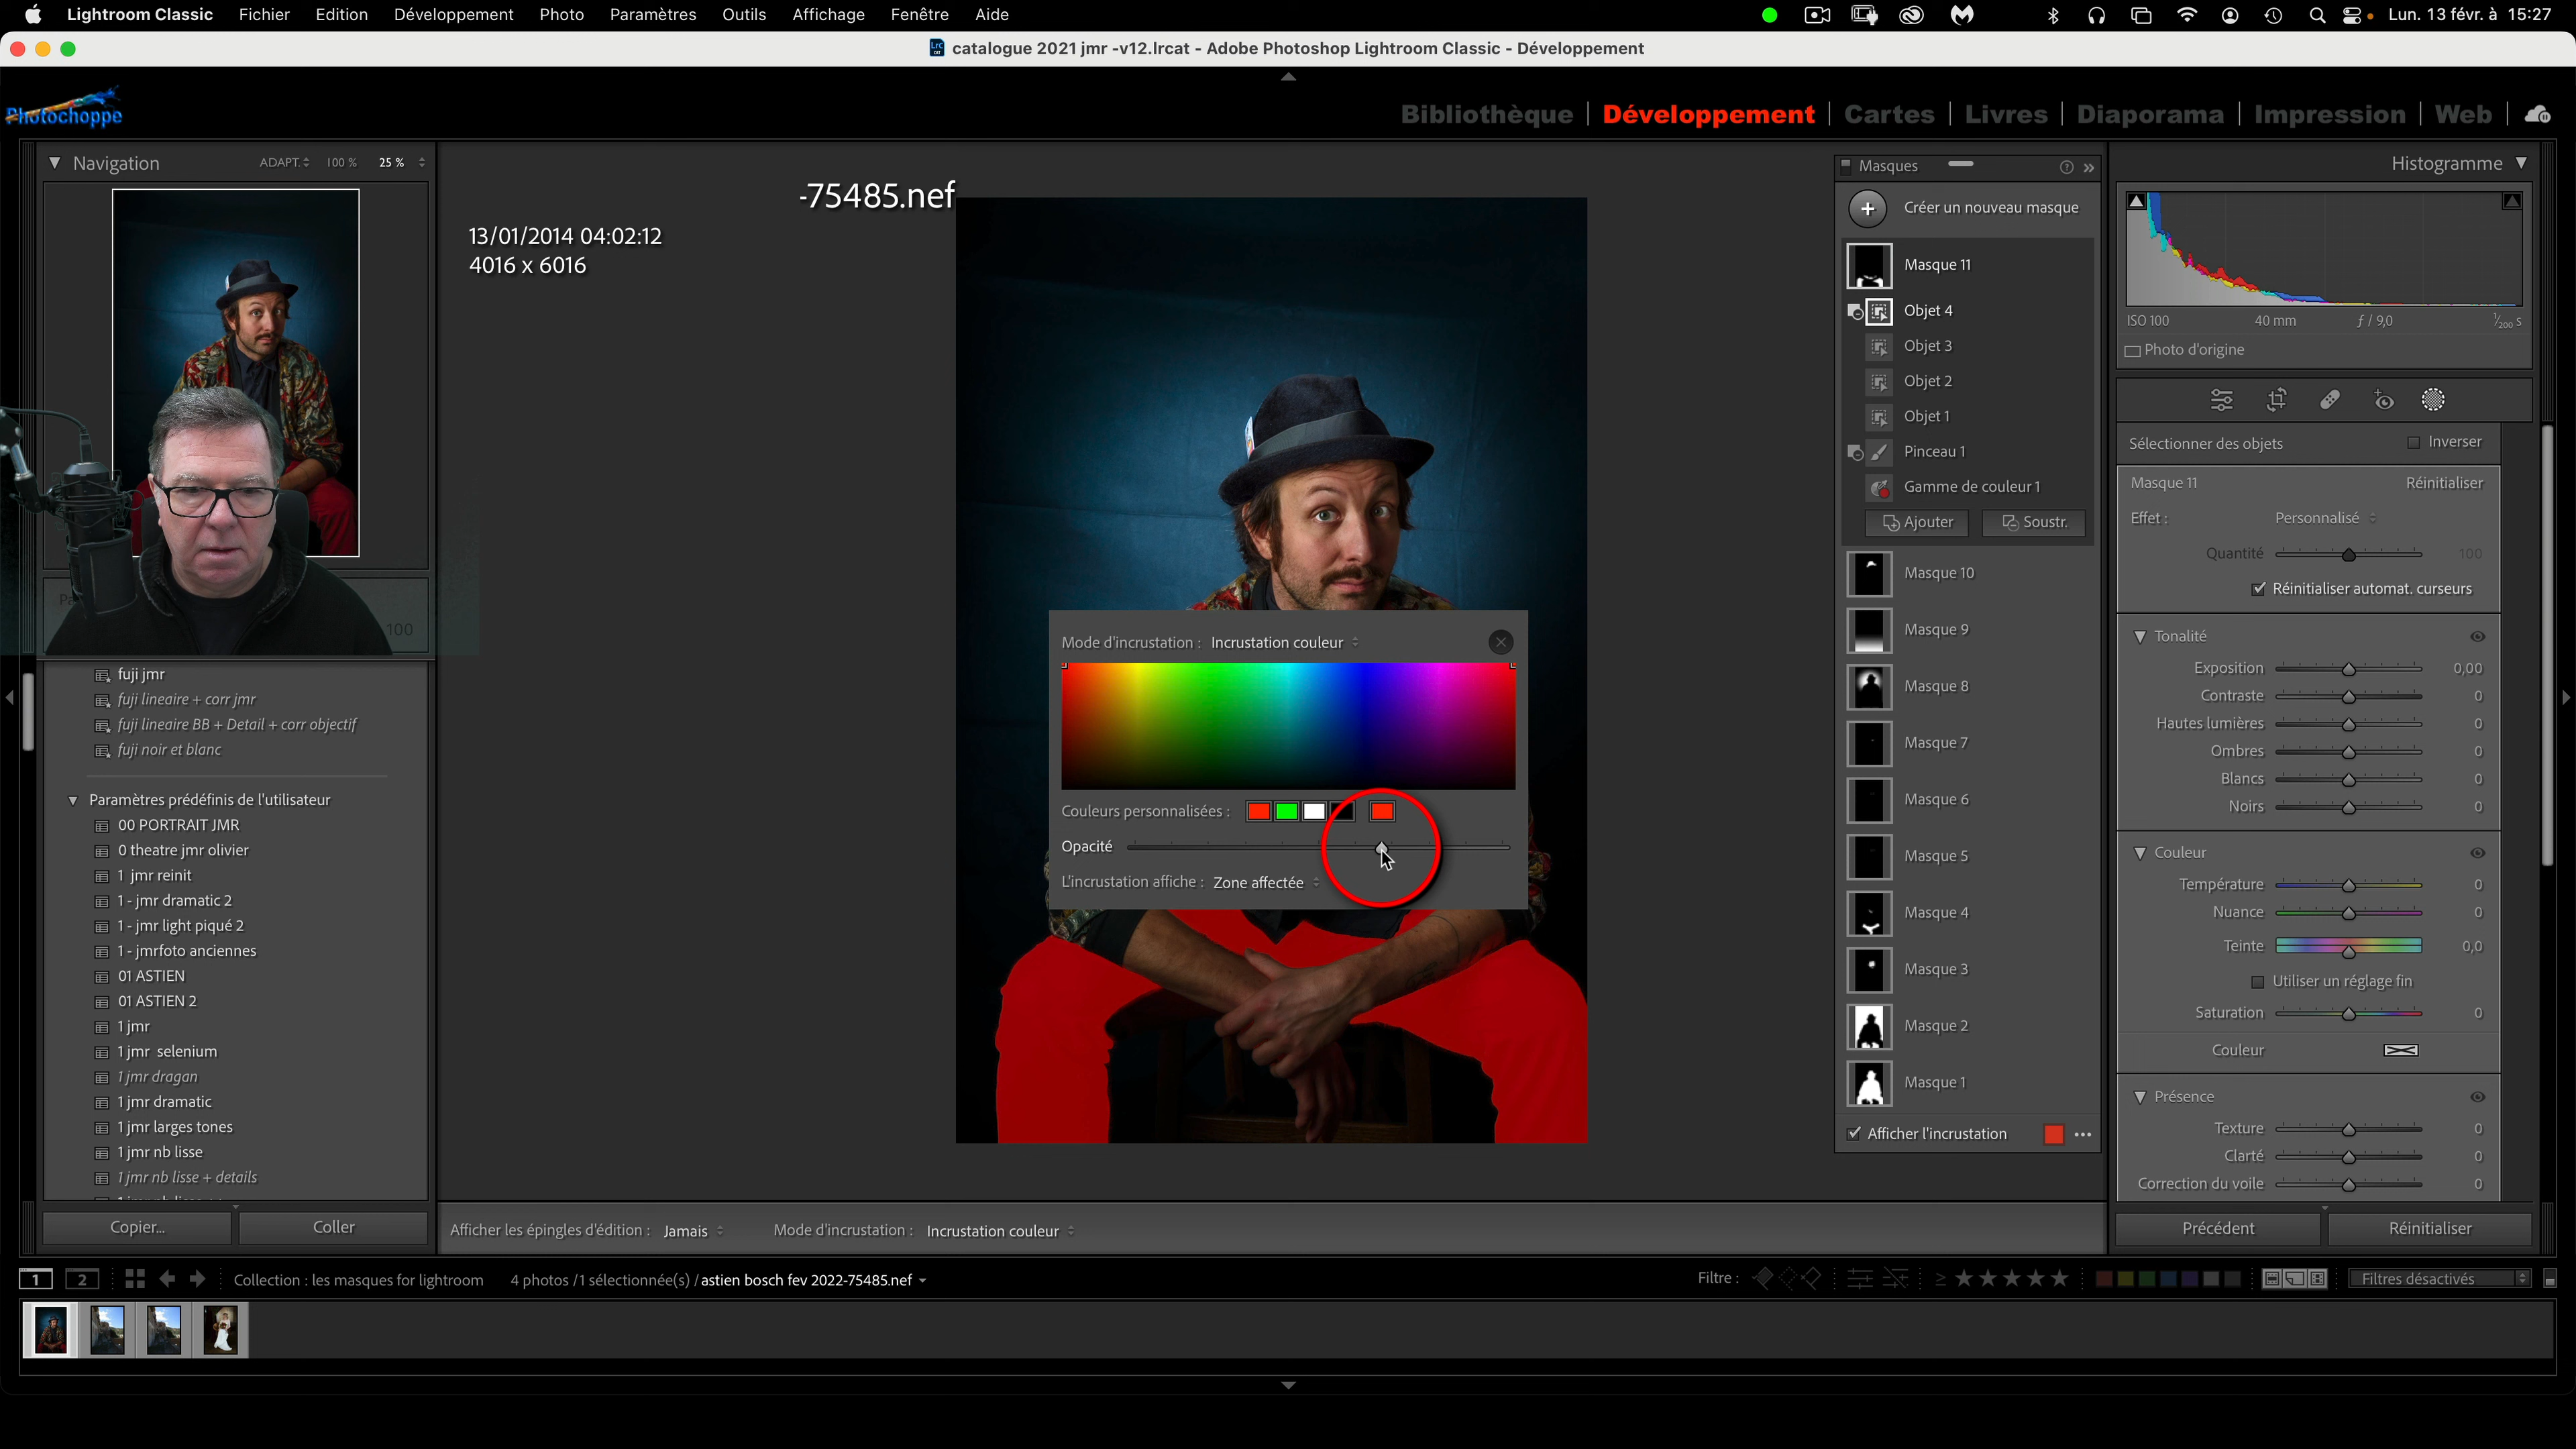 Lightroom Classic Fichier Edition Développement Photo Paramètres Outils Affichage Fenêtre Aide Lun. 13 févr. à 15:27
catalogue 2021 jmr -v12.lrcat - Adobe Photoshop Lightroom Classic - Développement
Photochoppe
Bibliothèque | Développement | Cartes | Livres | Diaporama | Impression | Web
Navigation ADAPT. 100 % 25 %
-75485.nef
13/01/2014 04:02:12
4016 x 6016
100
fuji jmr
fuji lineaire + corr jmr
fuji lineaire BB + Detail + corr objectif
fuji noir et blanc
Paramètres prédéfinis de l'utilisateur
00 PORTRAIT JMR
0 theatre jmr olivier
1 jmr reinit
1 - jmr dramatic 2
1 - jmr light piqué 2
1 - jmrfoto anciennes
01 ASTIEN
01 ASTIEN 2
1 jmr
1 jmr selenium
1 jmr dragan
1 jmr dramatic
1 jmr larges tones
1 jmr nb lisse
1 jmr nb lisse + details
Copier...
Coller
Mode d'incrustation : Incrustation couleur
Couleurs personnalisées :
Opacité
L'incrustation affiche : Zone affectée
Masques
Créer un nouveau masque
Masque 11
Objet 4
Objet 3
Objet 2
Objet 1
Pinceau 1
Gamme de couleur 1
Ajouter
Soustr.
Masque 10
Masque 9
Masque 8
Masque 7
Masque 6
Masque 5
Masque 4
Masque 3
Masque 2
Masque 1
Afficher l'incrustation
Histogramme
ISO 100 40 mm ƒ / 9,0 1/200 s
Photo d'origine
Sélectionner des objets Inverser
Masque 11 Réinitialiser
Effet : Personnalisé
Quantité 100
Réinitialiser automat. curseurs
Tonalité
Exposition 0,00
Contraste 0
Hautes lumières 0
Ombres 0
Blancs 0
Noirs 0
Couleur
Température 0
Nuance 0
Teinte 0,0
Utiliser un réglage fin
Saturation 0
Couleur
Présence
Texture 0
Clarté 0
Correction du voile 0
Précédent
Réinitialiser
Afficher les épingles d'édition : Jamais Mode d'incrustation : Incrustation couleur
1 2 Collection : les masques for lightroom 4 photos /1 sélectionnée(s) /astien bosch fev 2022-75485.nef Filtre : ≥ Filtres désactivés